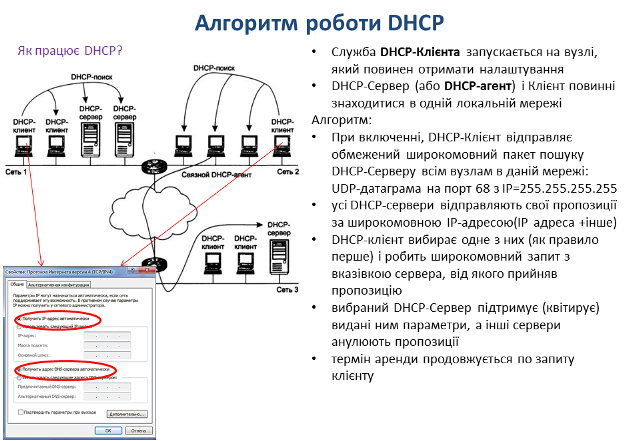 Алгоритм роботи DHCP
Як працює DHCP?
DHCP-поиск
DHCP-клиент
DHCP-клиент
DHCP-сервер
DHCP-сервер
Сеть 1
DHCP-поиск
DHCP-клиент
Связной DHCP-агент
Сеть 2
DHCP-клиент
DHCP-клиент
DHCP-сервер
Сеть 3
Свойства: Протокол Интернета версии 4 (TCP/IPv4)
Общие
Альтернативная конфигурация
Параметры IP могут назначаться автоматически, если сеть
поддерживает эту возможность. В противном случае параметры
IP можно получить у сетевого администратора.
Получить IP-адрес автоматически
Использовать следующий IP-адрес:
IP-адрес:
Маска подсети:
Основной шлюз:
Получить адрес DNS-сервера автоматически
Использовать следующие адреса DNS-серверов:
Предпочитаемый DNS-сервер:
Альтернативный DNS-сервер:
Подтвердить параметры при выходе
Дополнительно...
ОК
Отмена
• Служба DHCP-Клієнта запускається на вузлі,
який повинен отримати налаштування
• DHCP-Сервер (або DHCP-агент) і Клієнт повинні
знаходитися в одній локальній мережі
Алгоритм:
• При включенні, DHCP-Клієнт відправляє
обмежений широкомовний пакет пошуку
DHCP-Серверу всім вузлам в даній мережі:
UDP-датаграма на порт 68 з IP=255.255.255.255
• усі DHCP-сервери відправляють свої пропозиції
за широкомовною IP-адресою(IP адреса +інше)
• DHCP-клієнт вибирає одне з них (як правило
перше) і робить широкомовний запит з
вказівкою сервера, від якого прийняв
пропозицію
• вибраний DHCP-Сервер підтримує (квітирує)
видані ним параметри, а інші сервери
анулюють пропозиції
• термін аренди продовжується по запиту
клієнту